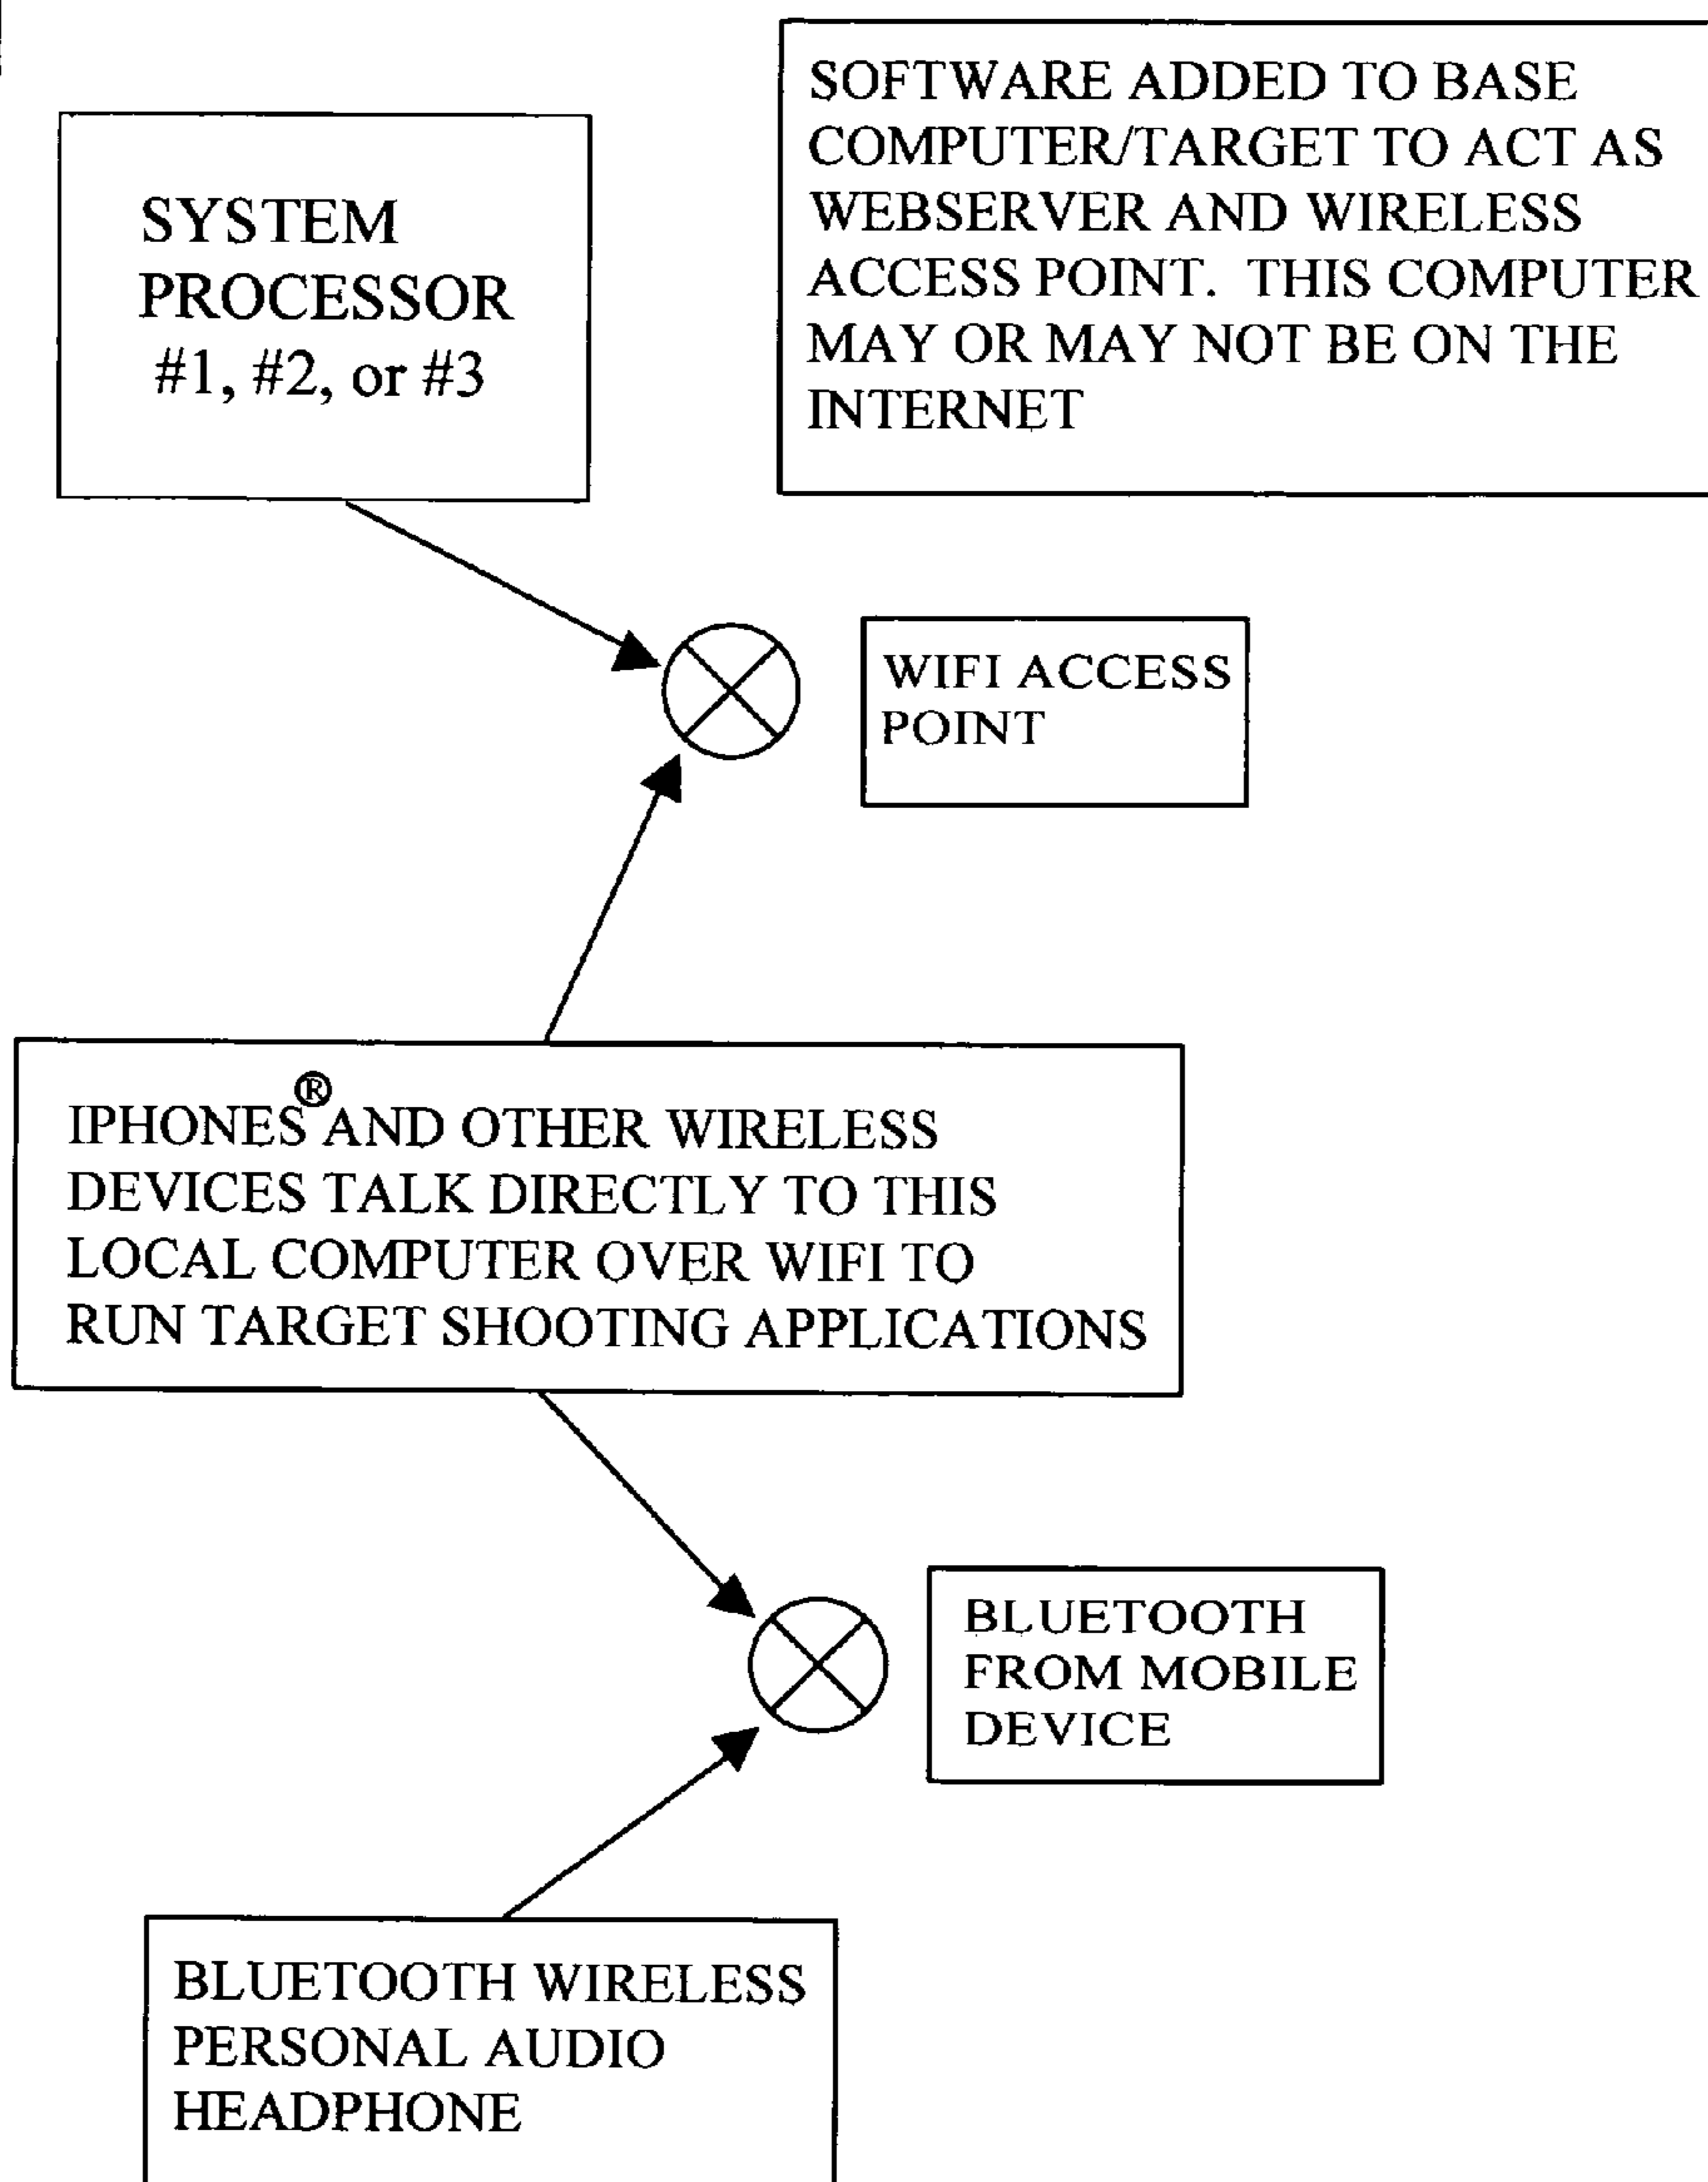 SYSTEM
PROCESSOR
#1, #2, or #3
SOFTWARE ADDED TO BASE
COMPUTER/TARGET TO ACT AS
WEBSERVER AND WIRELESS
ACCESS POINT. THIS COMPUTER
MAY OR MAY NOT BE ON THE
INTERNET
WIFI ACCESS
POINT
IPHONES® AND OTHER WIRELESS
DEVICES TALK DIRECTLY TO THIS
LOCAL COMPUTER OVER WIFI TO
RUN TARGET SHOOTING APPLICATIONS
BLUETOOTH
FROM MOBILE
DEVICE
BLUETOOTH WIRELESS
PERSONAL AUDIO
HEADPHONE